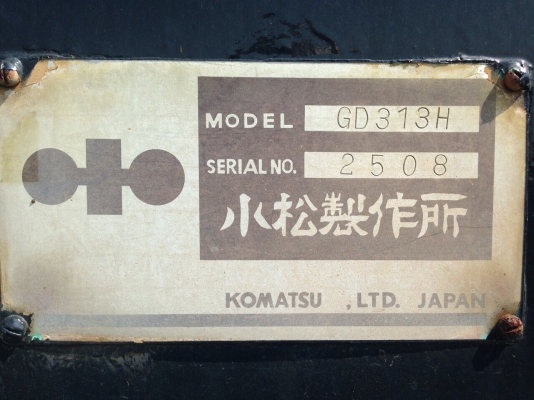 MODEL GD313H
SERIAL NO. 2508
小松製作所
KOMATSU ,LTD. JAPAN